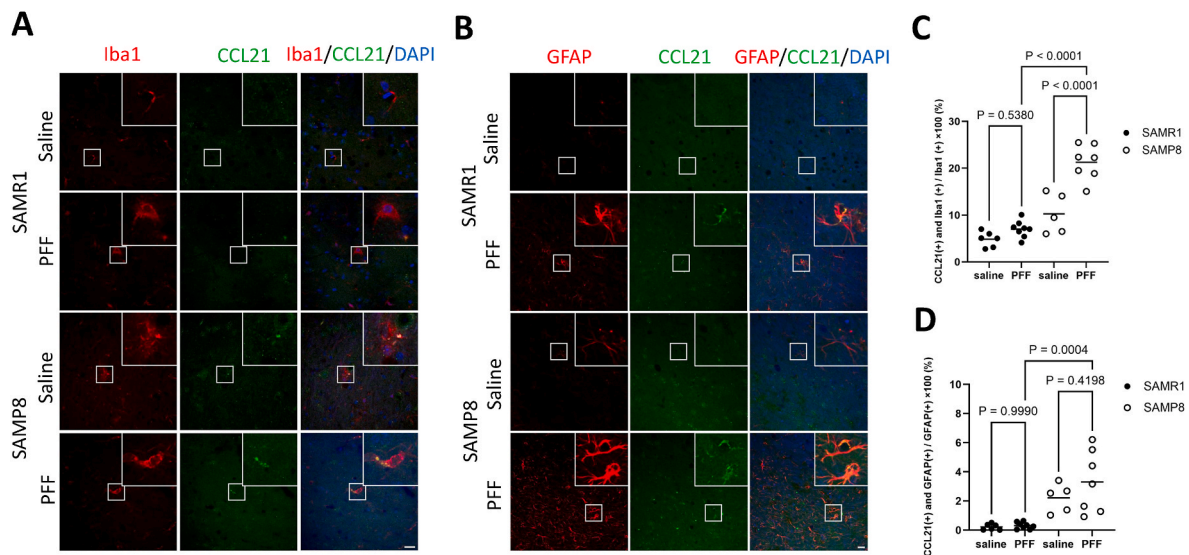 A
Iba1 CCL21 Iba1/CCL21/DAPI
SAMR1
Saline
PFF
SAMP8
Saline
PFF
B
GFAP CCL21 GFAP/CCL21/DAPI
SAMR1
Saline
PFF
SAMP8
Saline
PFF
C
P < 0.0001
P < 0.0001
P = 0.5380
CCL21(+) and Iba1 (+) / Iba1 (+) ×100 (%)
30
20
10
0
saline PFF saline PFF
SAMR1
SAMP8
D
P = 0.0004
P = 0.4198
P = 0.9990
CCL21(+) and GFAP(+) / GFAP(+) ×100 (%)
10
8
6
4
2
0
saline PFF saline PFF
SAMR1
SAMP8